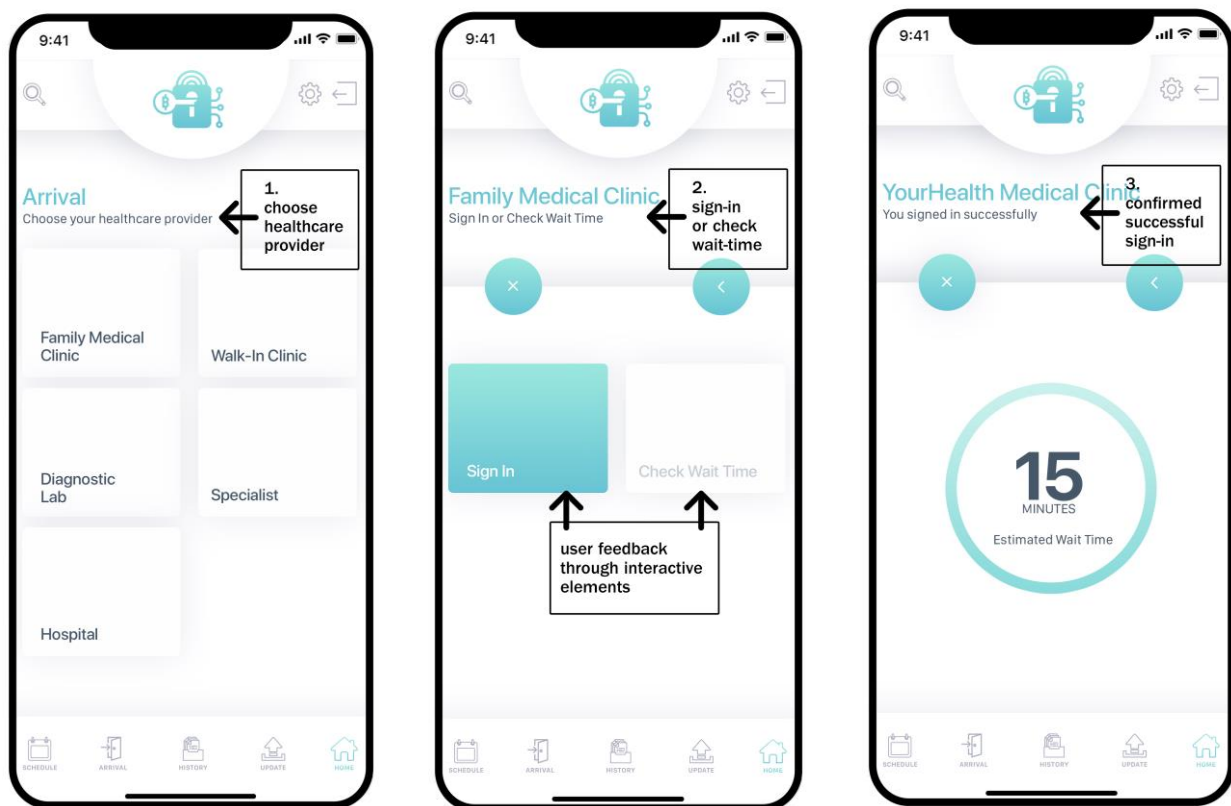 9:41
Arrival
Choose your healthcare provider
1.
choose
healthcare
provider
Family Medical
Clinic
Walk-In Clinic
Diagnostic
Lab
Specialist
Hospital
SCHEDULE
ARRIVAL
HISTORY
UPDATE
HOME
9:41
Family Medical Clinic
Sign In or Check Wait Time
2.
sign-in
or check
wait-time
Sign In
Check Wait Time
user feedback
through interactive
elements
SCHEDULE
ARRIVAL
HISTORY
UPDATE
HOME
9:41
YourHealth Medical Clinic
You signed in successfully
3.
confirmed
successful
sign-in
15
MINUTES
Estimated Wait Time
SCHEDULE
ARRIVAL
HISTORY
UPDATE
HOME